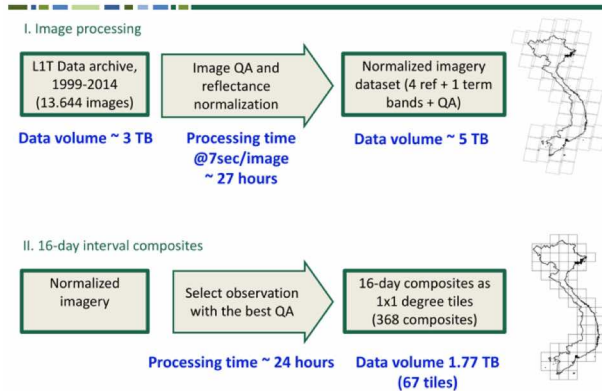 I. Image processing
L1T Data archive,
1999-2014
(13.644 images)
Image QA and
reflectance
normalization
Normalized imagery
dataset (4 ref + 1 term
bands + QA)
Data volume ~ 3 TB
Processing time
@7sec/image
~ 27 hours
Data volume ~ 5 TB
II. 16-day interval composites
Normalized
imagery
Select observation
with the best QA
16-day composites as
1x1 degree tiles
(368 composites)
Processing time ~ 24 hours
Data volume 1.77 TB
(67 tiles)